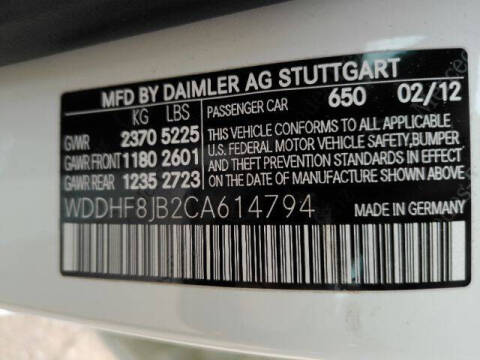 MFD BY DAIMLER AG STUTTGART
KG LBS
GVWR 2370 5225
GAWR FRONT 1180 2601
GAWR REAR 1235 2723
PASSENGER CAR 650 02/12
THIS VEHICLE CONFORMS TO ALL APPLICABLE
U.S. FEDERAL MOTOR VEHICLE SAFETY, BUMPER
AND THEFT PREVENTION STANDARDS IN EFFECT
ON THE DATE OF MANUFACTURE SHOWN ABOVE.
WDDHF8JB2CA614794 MADE IN GERMANY